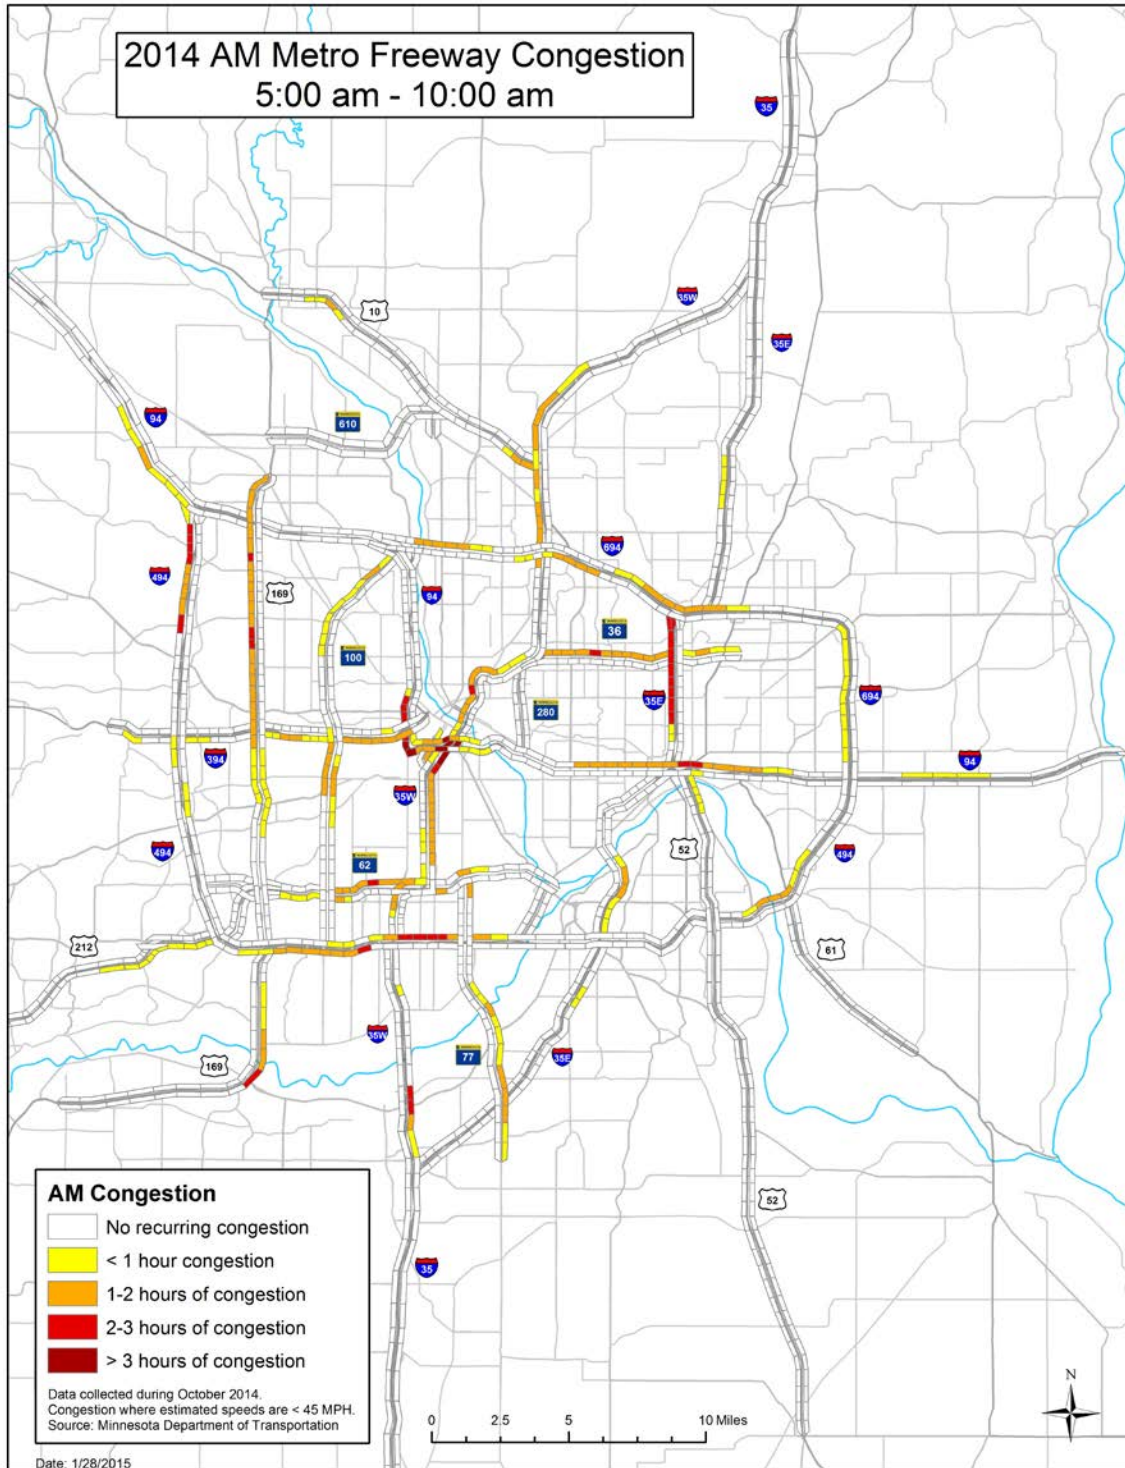 2014 AM Metro Freeway Congestion
5:00 am - 10:00 am
35
35W
10
35E
94
610
694
494
169
94
36
100
35E
694
280
394
94
35W
52
494
494
62
212
61
35W
169
77
35E
52
35
AM Congestion
No recurring congestion
< 1 hour congestion
1-2 hours of congestion
2-3 hours of congestion
> 3 hours of congestion
Data collected during October 2014.
Congestion where estimated speeds are < 45 MPH.
Source: Minnesota Department of Transportation
0 2.5 5 10 Miles
N
Date: 1/28/2015